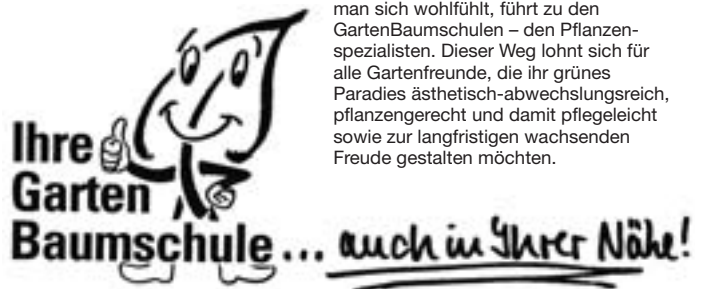 man sich wohlfühlt, führt zu den
GartenBaumschulen – den Pflanzen-
spezialisten. Dieser Weg lohnt sich für
alle Gartenfreunde, die ihr grünes
Paradies ästhetisch-abwechslungsreich,
pflanzengerecht und damit pflegeleicht
sowie zur langfristigen wachsenden
Freude gestalten möchten.
Ihre
Garten
Baumschule ... auch in Ihrer Nähe!